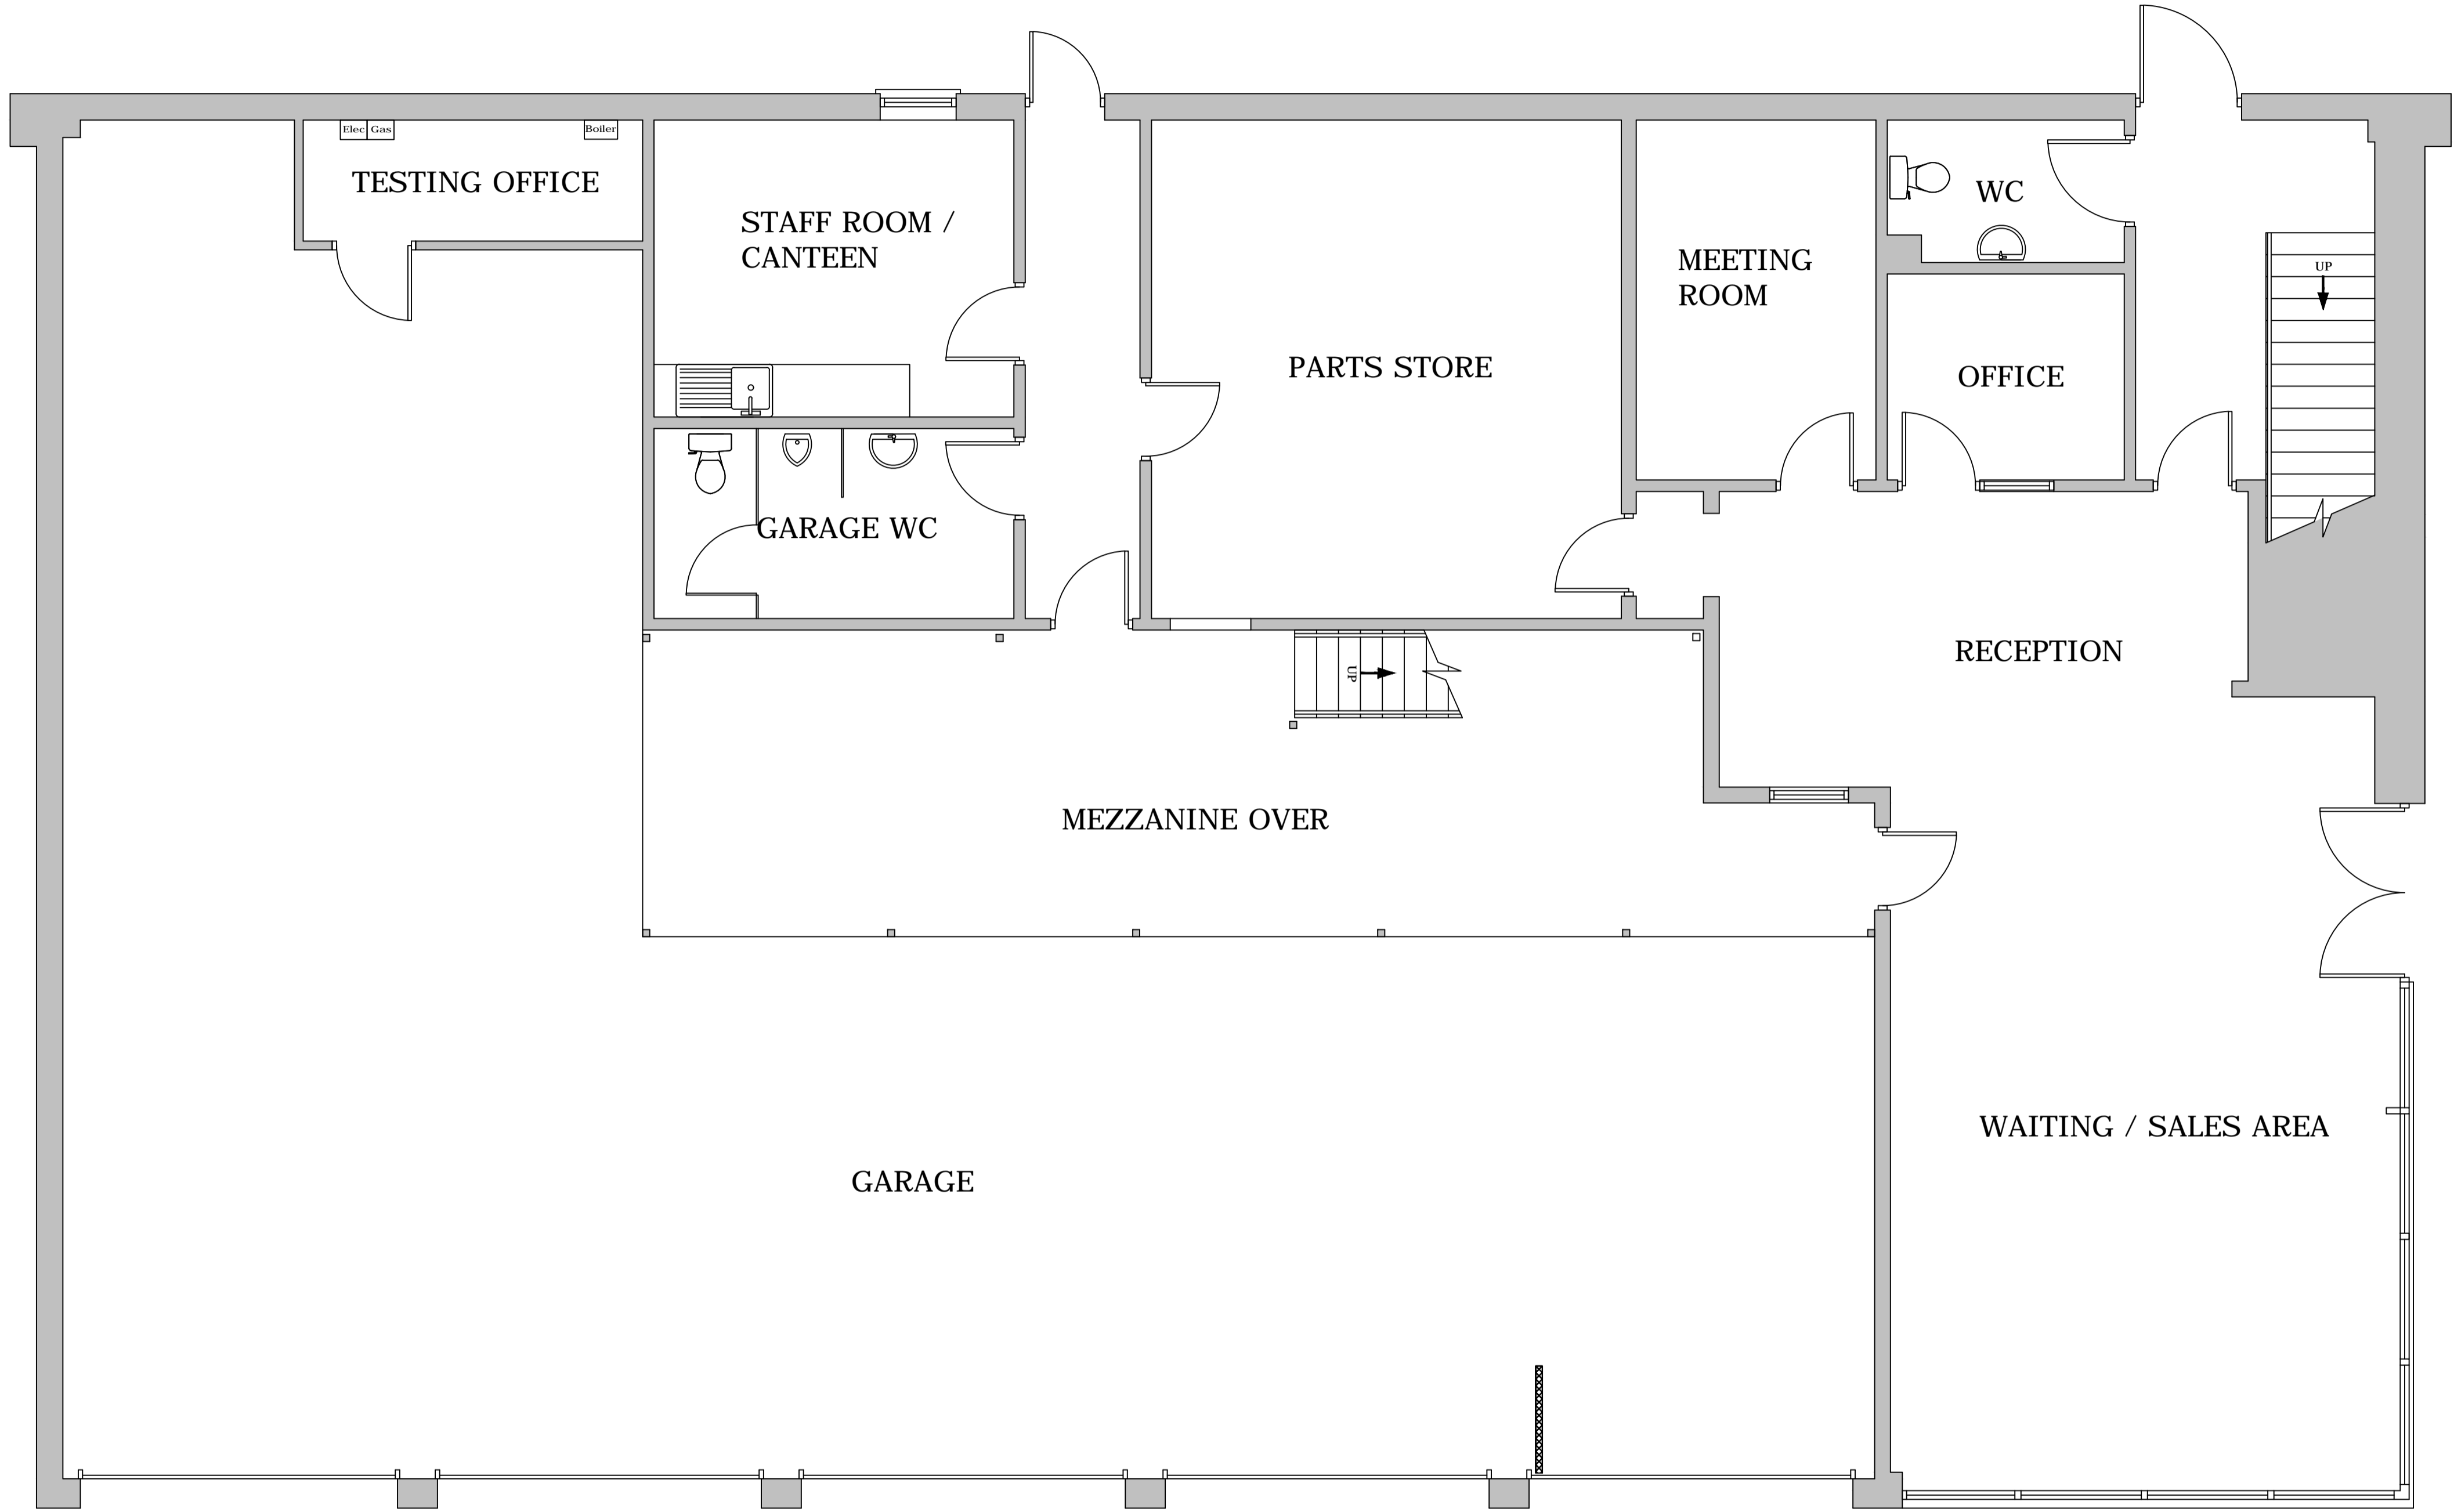 Elec Gas
Boiler
TESTING OFFICE
STAFF ROOM /
CANTEEN
WC
MEETING
ROOM
UP
PARTS STORE
OFFICE
GARAGE WC
RECEPTION
UP
MEZZANINE OVER
WAITING / SALES AREA
GARAGE